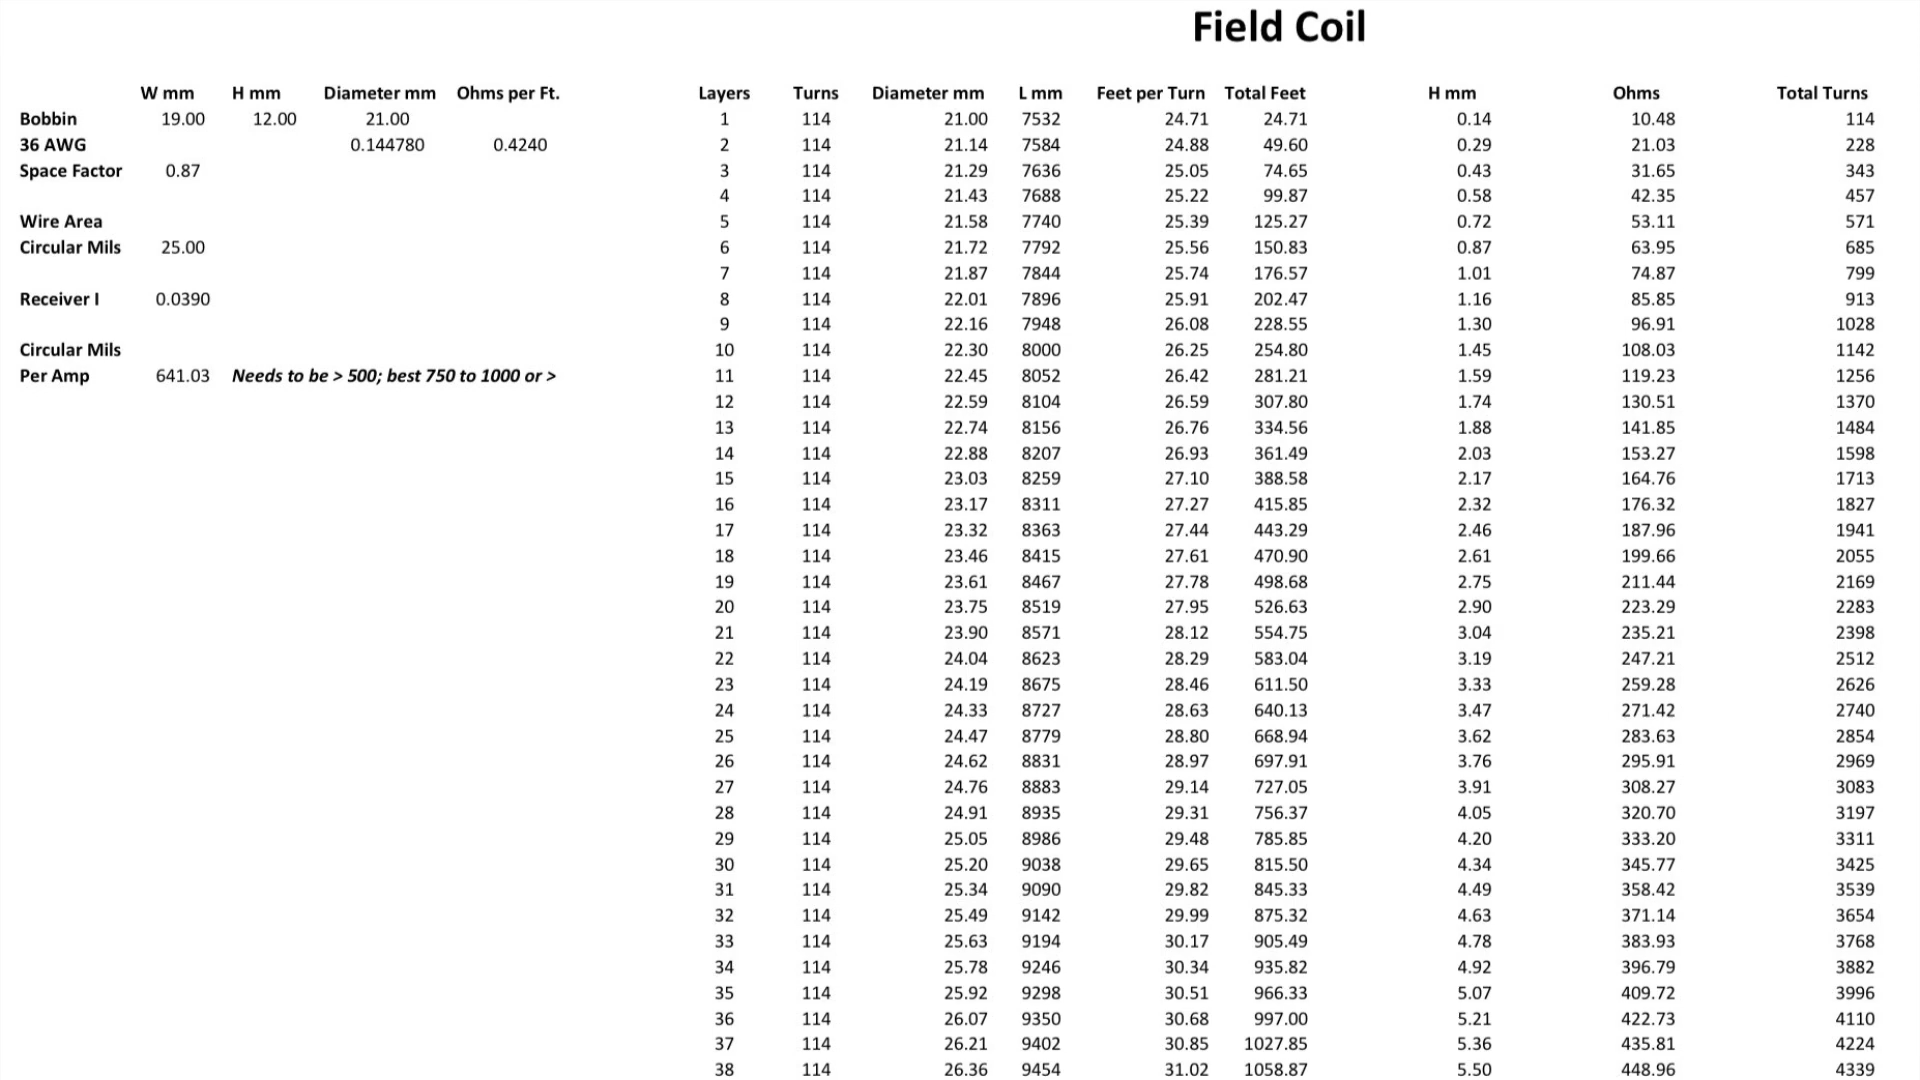 Field Coil
W mm H mm Diameter mm Ohms per Ft. Layers Turns Diameter mm L mm Feet per Turn Total Feet H mm Ohms Total Turns
Bobbin 19.00 12.00 21.00 1 114 21.00 7532 24.71 24.71 0.14 10.48 114
36 AWG 0.144780 0.4240 2 114 21.14 7584 24.88 49.60 0.29 21.03 228
Space Factor 0.87 3 114 21.29 7636 25.05 74.65 0.43 31.65 343
4 114 21.43 7688 25.22 99.87 0.58 42.35 457
Wire Area 5 114 21.58 7740 25.39 125.27 0.72 53.11 571
Circular Mils 25.00 6 114 21.72 7792 25.56 150.83 0.87 63.95 685
7 114 21.87 7844 25.74 176.57 1.01 74.87 799
Receiver I 0.0390 8 114 22.01 7896 25.91 202.47 1.16 85.85 913
9 114 22.16 7948 26.08 228.55 1.30 96.91 1028
Circular Mils 10 114 22.30 8000 26.25 254.80 1.45 108.03 1142
Per Amp 641.03 Needs to be > 500; best 750 to 1000 or > 11 114 22.45 8052 26.42 281.21 1.59 119.23 1256
12 114 22.59 8104 26.59 307.80 1.74 130.51 1370
13 114 22.74 8156 26.76 334.56 1.88 141.85 1484
14 114 22.88 8207 26.93 361.49 2.03 153.27 1598
15 114 23.03 8259 27.10 388.58 2.17 164.76 1713
16 114 23.17 8311 27.27 415.85 2.32 176.32 1827
17 114 23.32 8363 27.44 443.29 2.46 187.96 1941
18 114 23.46 8415 27.61 470.90 2.61 199.66 2055
19 114 23.61 8467 27.78 498.68 2.75 211.44 2169
20 114 23.75 8519 27.95 526.63 2.90 223.29 2283
21 114 23.90 8571 28.12 554.75 3.04 235.21 2398
22 114 24.04 8623 28.29 583.04 3.19 247.21 2512
23 114 24.19 8675 28.46 611.50 3.33 259.28 2626
24 114 24.33 8727 28.63 640.13 3.47 271.42 2740
25 114 24.47 8779 28.80 668.94 3.62 283.63 2854
26 114 24.62 8831 28.97 697.91 3.76 295.91 2969
27 114 24.76 8883 29.14 727.05 3.91 308.27 3083
28 114 24.91 8935 29.31 756.37 4.05 320.70 3197
29 114 25.05 8986 29.48 785.85 4.20 333.20 3311
30 114 25.20 9038 29.65 815.50 4.34 345.77 3425
31 114 25.34 9090 29.82 845.33 4.49 358.42 3539
32 114 25.49 9142 29.99 875.32 4.63 371.14 3654
33 114 25.63 9194 30.17 905.49 4.78 383.93 3768
34 114 25.78 9246 30.34 935.82 4.92 396.79 3882
35 114 25.92 9298 30.51 966.33 5.07 409.72 3996
36 114 26.07 9350 30.68 997.00 5.21 422.73 4110
37 114 26.21 9402 30.85 1027.85 5.36 435.81 4224
38 114 26.36 9454 31.02 1058.87 5.50 448.96 4339